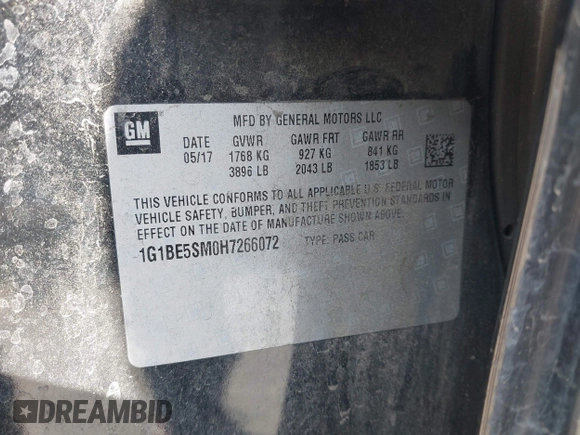 GM
MFD BY GENERAL MOTORS LLC
DATE GVWR GAWR FRT GAWR RR
05/17 1768 KG 927 KG 841 KG
3896 LB 2043 LB 1853 LB
THIS VEHICLE CONFORMS TO ALL APPLICABLE U.S. FEDERAL MOTOR
VEHICLE SAFETY, BUMPER, AND THEFT PREVENTION STANDARDS IN
EFFECT ON THE DATE OF MANUFACTURE SHOWN ABOVE.
1G1BE5SM0H7266072 TYPE: PASS CAR
DREAMBID